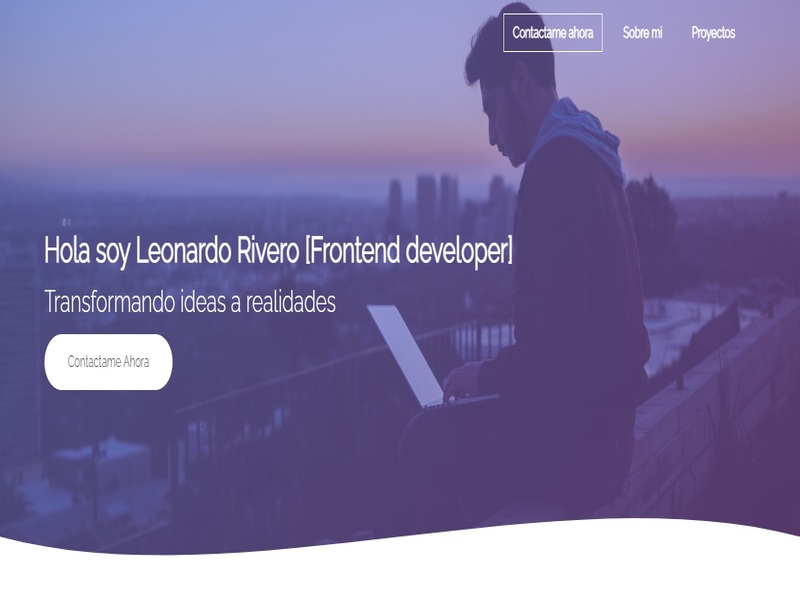 Contactame ahora
Sobre mi
Proyectos
Hola soy Leonardo Rivero [Frontend developer]
Transformando ideas a realidades
Contactame Ahora